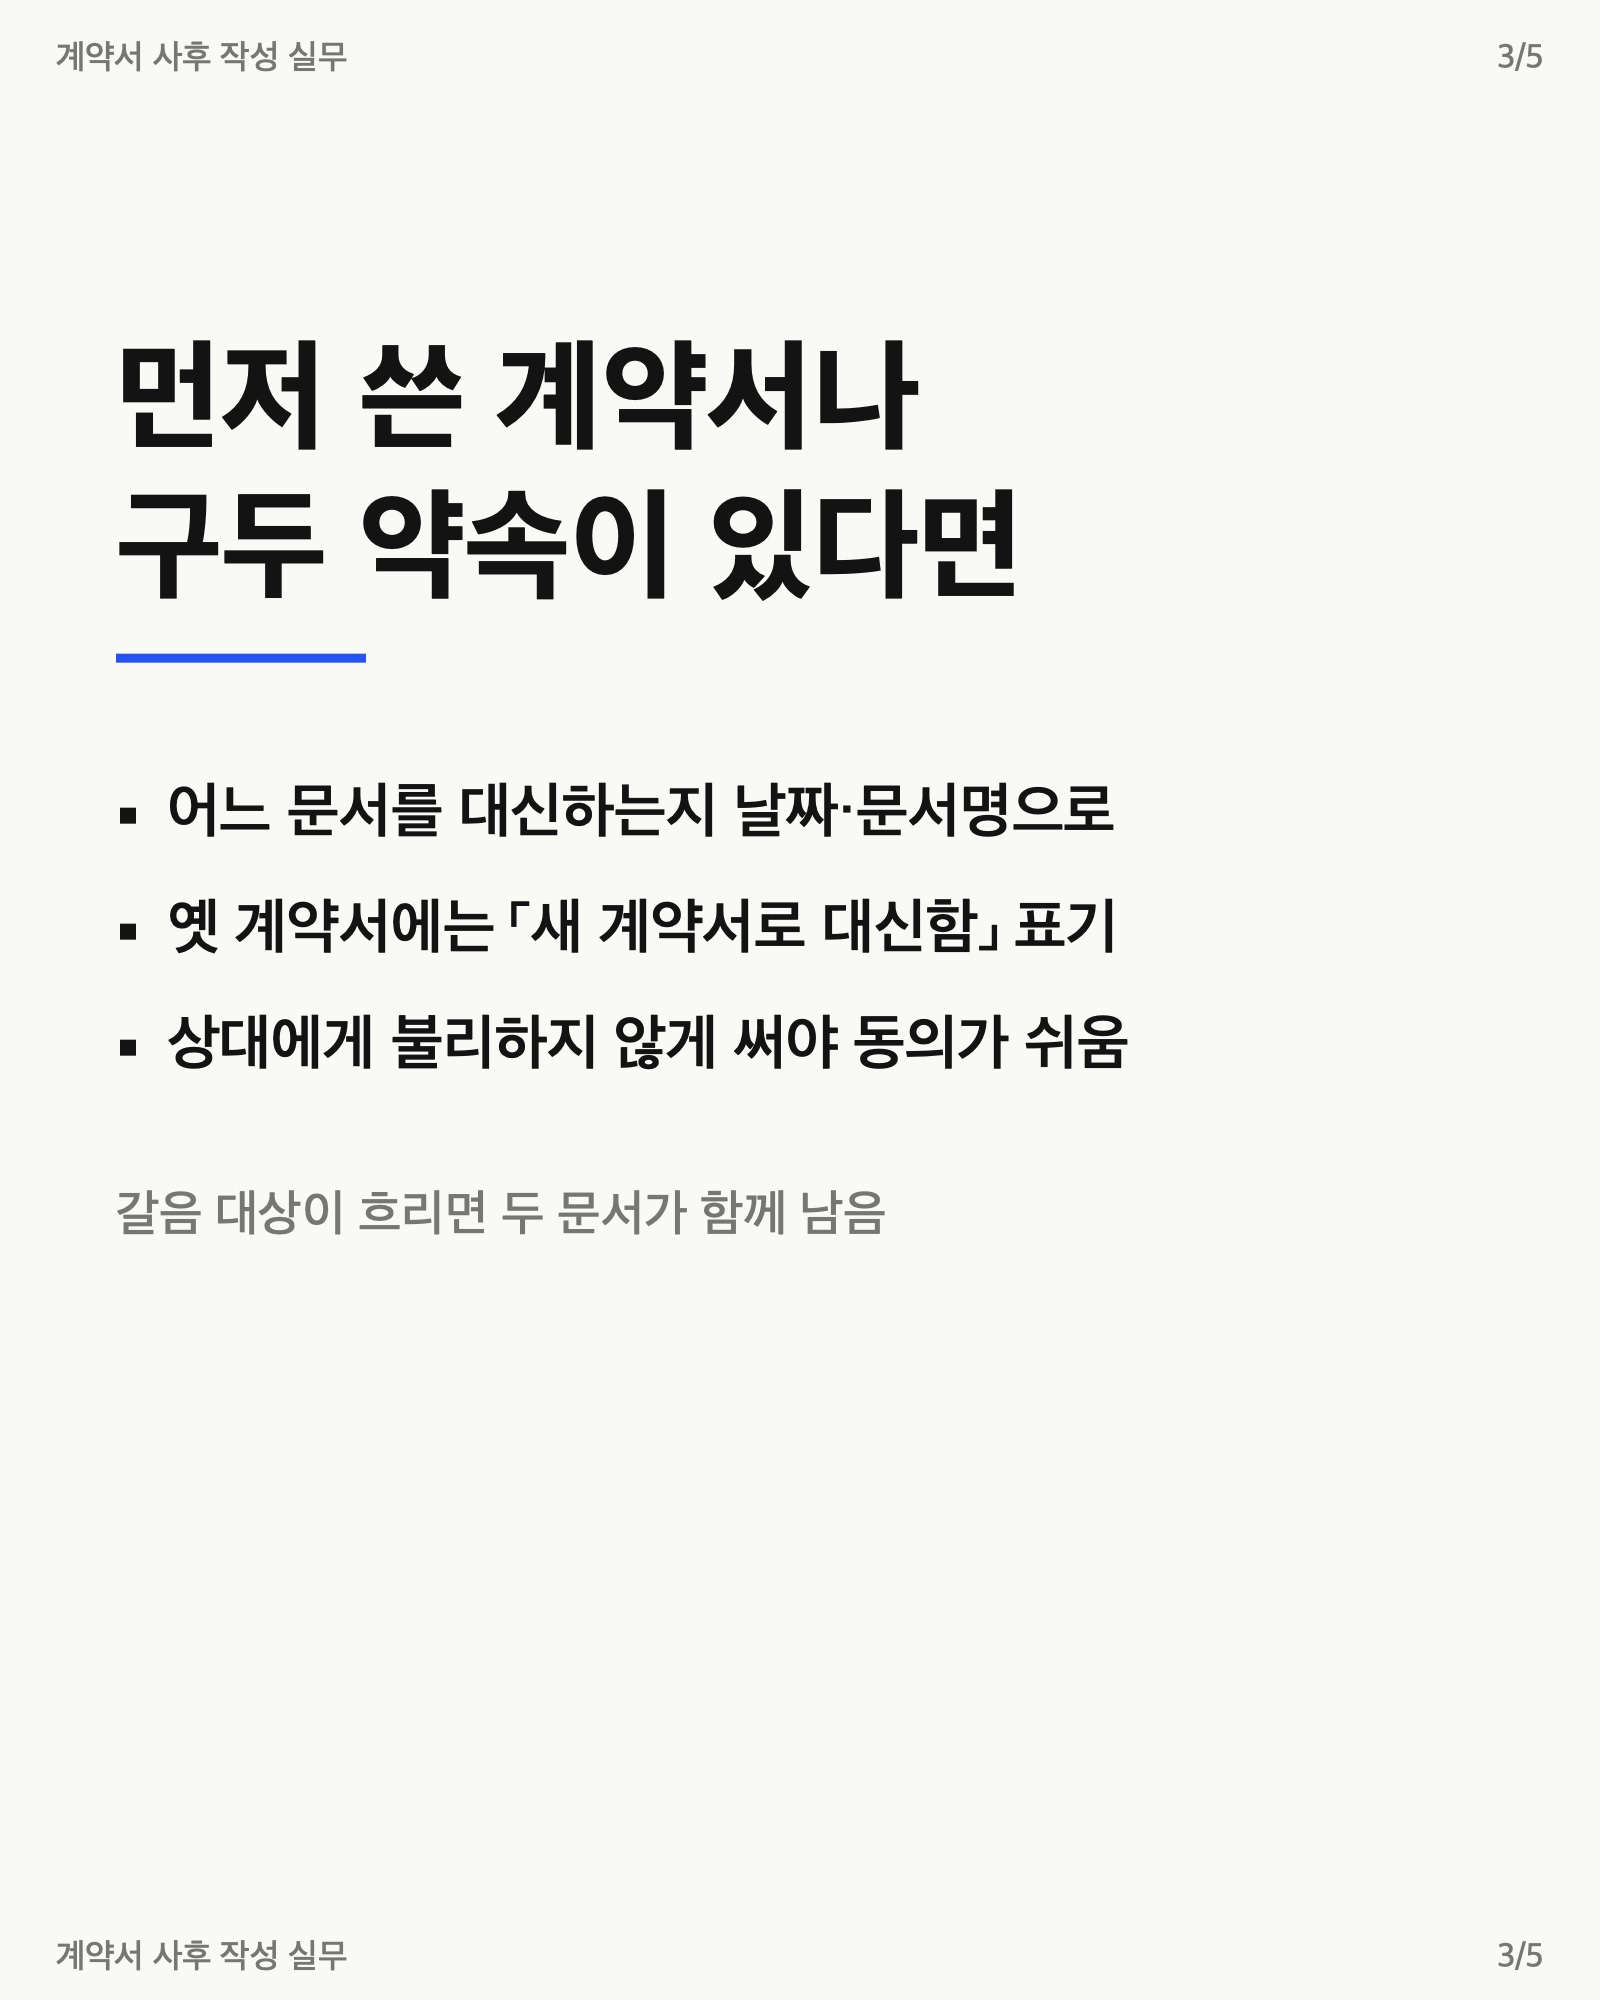 계약서 사후 작성 실무
3/5
먼저 쓴 계약서나
구두 약속이 있다면
▪ 어느 문서를 대신하는지 날짜·문서명으로
▪ 옛 계약서에는 「새 계약서로 대신함」 표기
▪ 상대에게 불리하지 않게 써야 동의가 쉬움
갈음 대상이 흐리면 두 문서가 함께 남음
계약서 사후 작성 실무
3/5